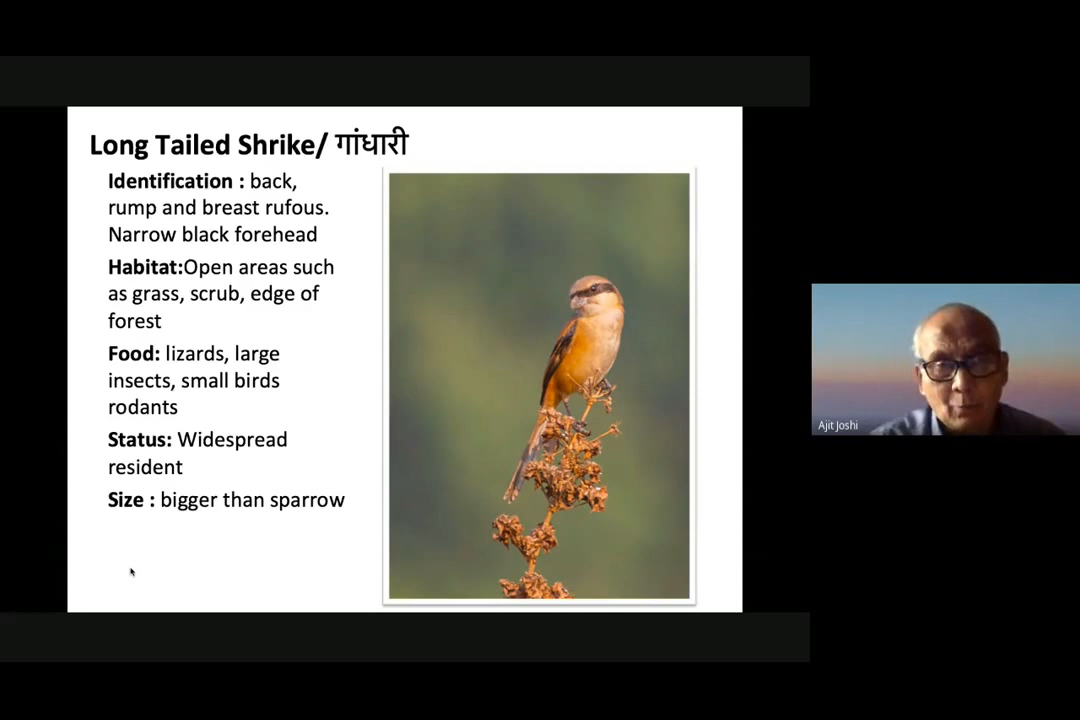 Long Tailed Shrike/ गांधारी
Identification : back,
rump and breast rufous.
Narrow black forehead
Habitat:Open areas such
as grass, scrub, edge of
forest
Food: lizards, large
insects, small birds
rodants
Status: Widespread
resident
Size : bigger than sparrow
Ajit Joshi